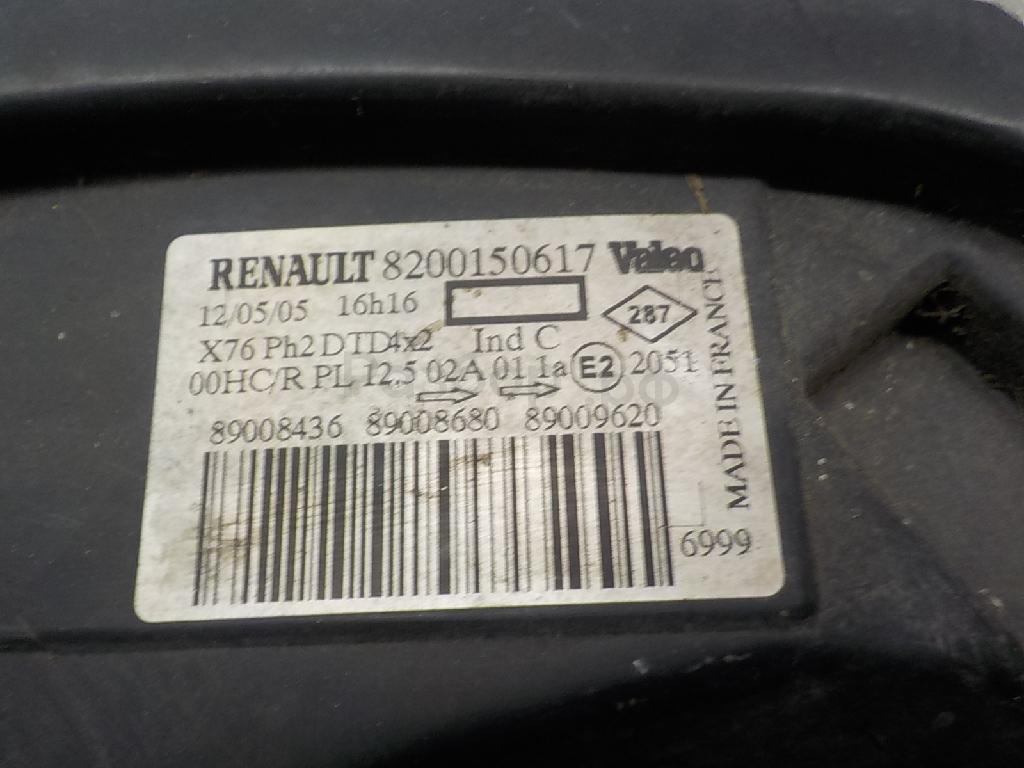 RENAULT 8200150617 Valeo
12/05/05 16h16
287
X76 Ph2 DTD4x2 Ind C
00HC/R PL 12,5 02A 01 1a E2 2051
89008436 89008680 89009620
6999
MADE IN FRANCE